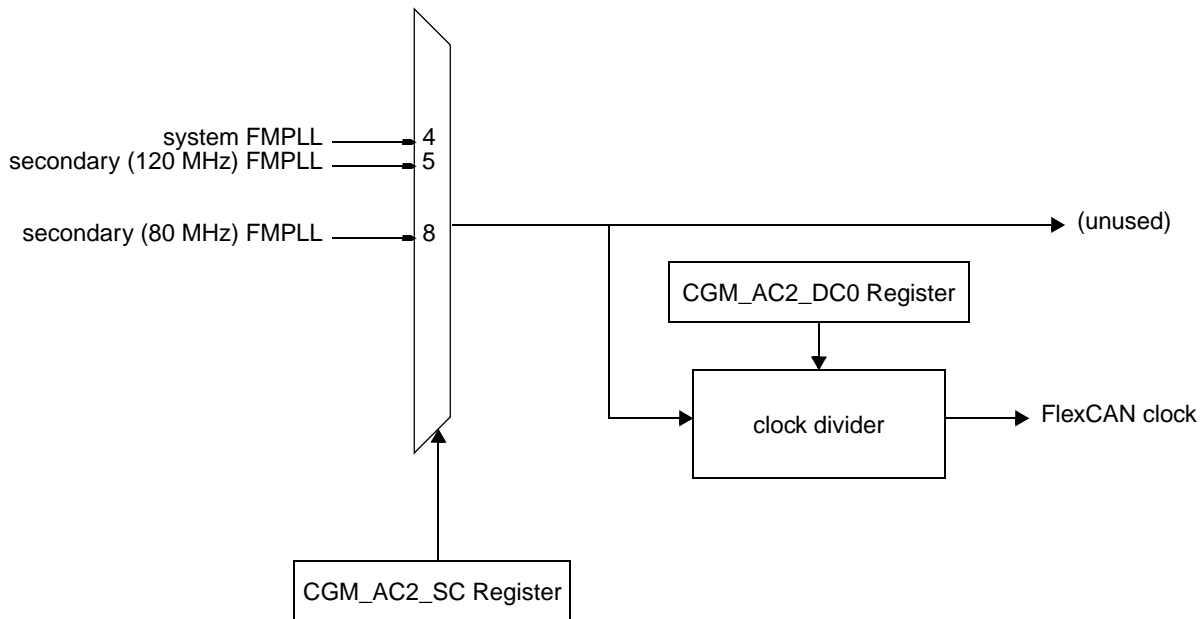 system FMPLL 4
secondary (120 MHz) FMPLL 5
secondary (80 MHz) FMPLL 8
(unused)
CGM_AC2_DC0 Register
clock divider
FlexCAN clock
CGM_AC2_SC Register